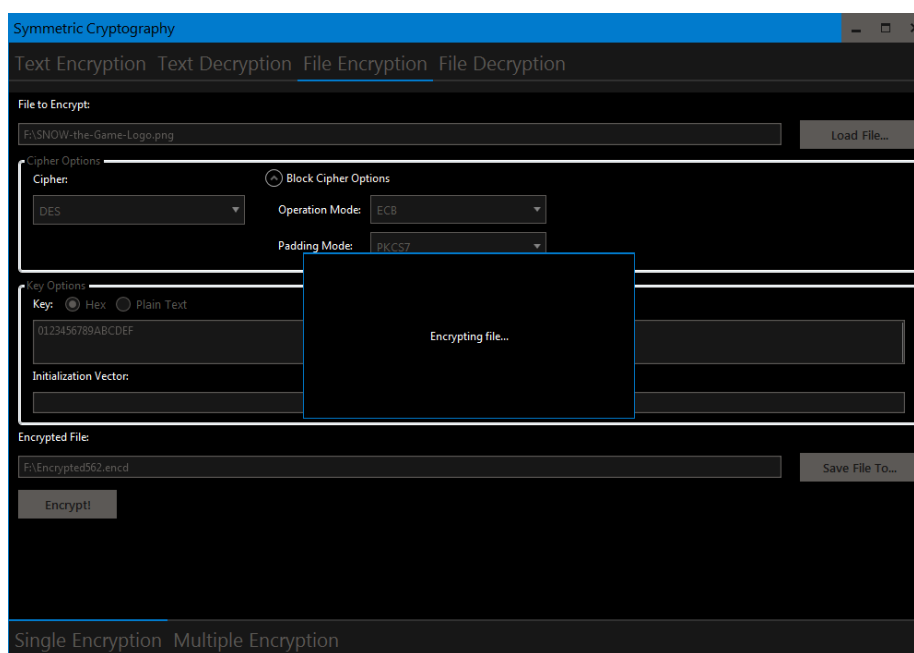 Symmetric Cryptography
Text Encryption Text Decryption File Encryption File Decryption
File to Encrypt:
F:\SNOW-the-Game-Logo.png Load File...
Cipher Options
Cipher: Block Cipher Options
DES Operation Mode: ECB
Padding Mode: PKCS7
Key Options
Key: Hex Plain Text
0123456789ABCDEF
Encrypting file...
Initialization Vector:
Encrypted File:
F:\Encrypted562.encd Save File To...
Encrypt!
Single Encryption Multiple Encryption